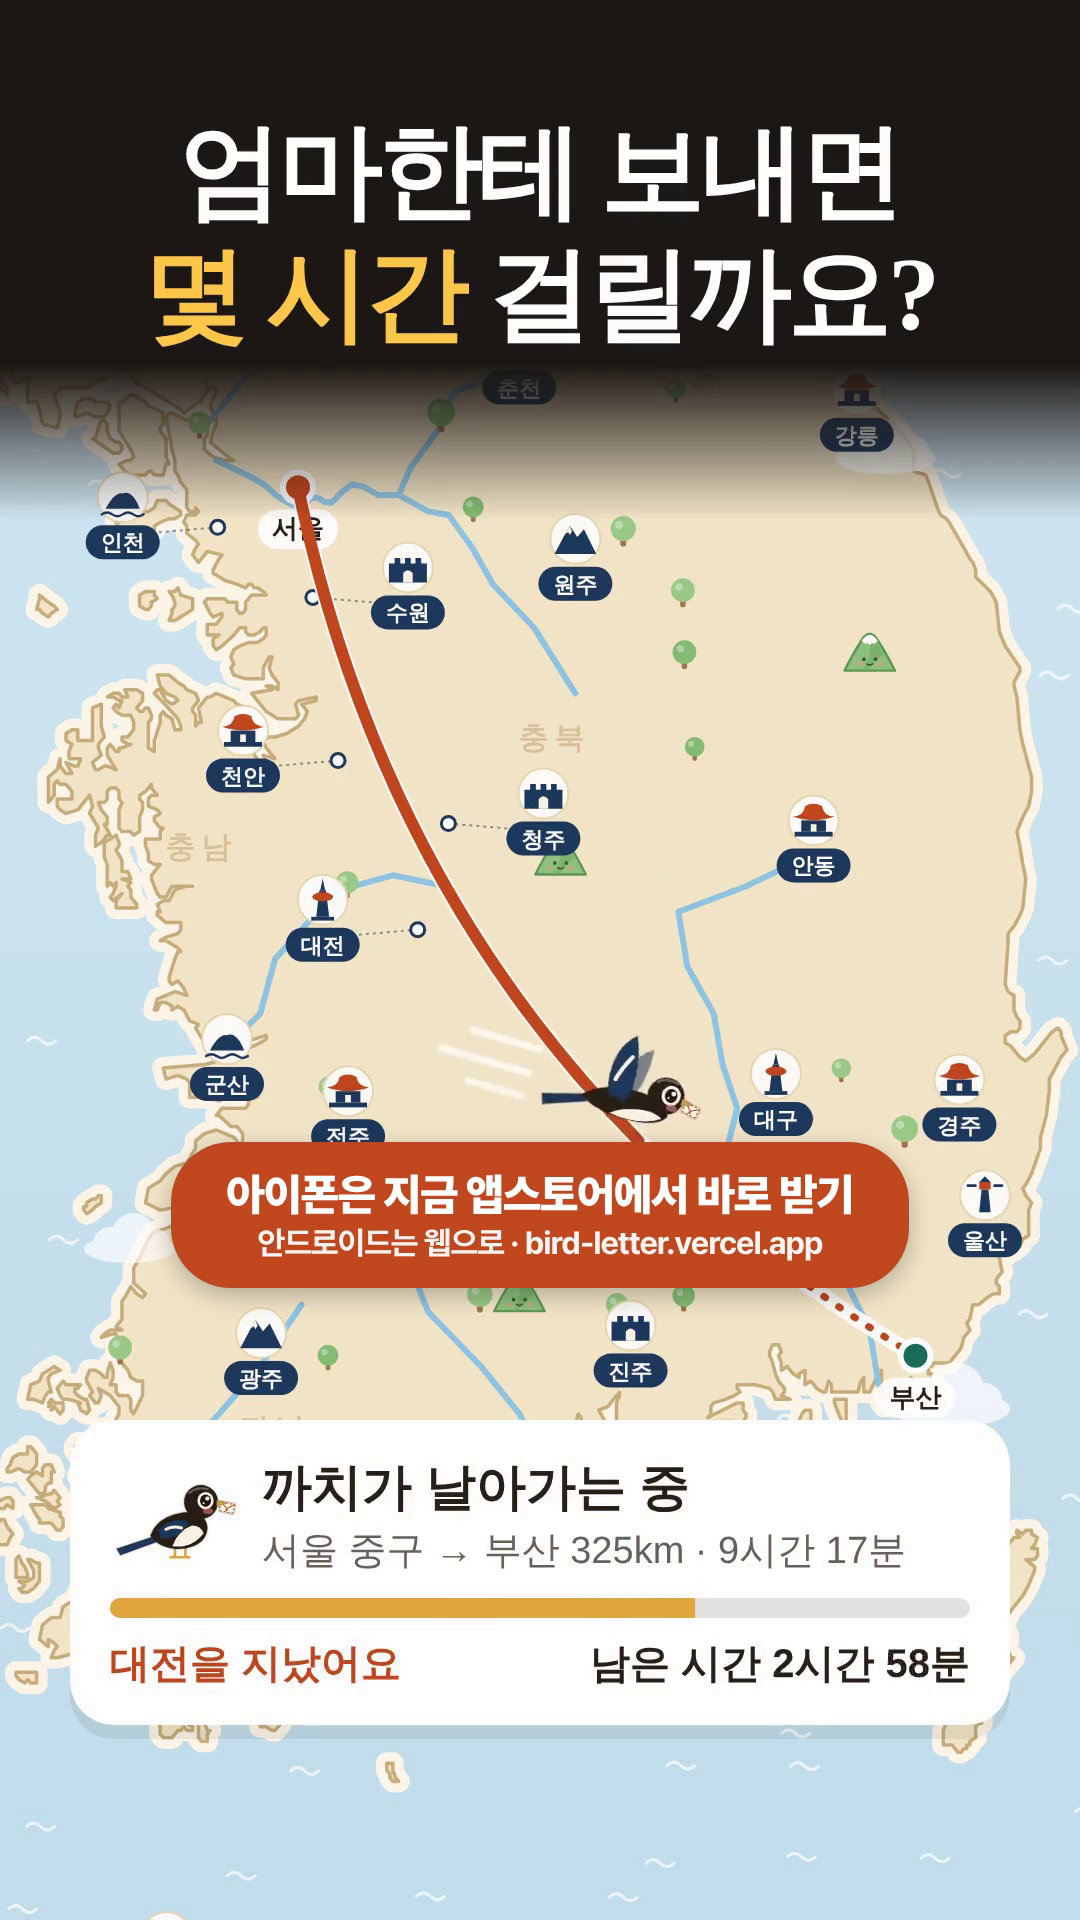 엄마한테 보내면
몇 시간 걸릴까요?
춘천
강릉
인천
서울
수원
원주
충북
천안
청주
충남
안동
대전
군산
전주
대구
경주
아이폰은 지금 앱스토어에서 바로 받기
안드로이드는 웹으로 · bird-letter.vercel.app
울산
광주
진주
부산
까치가 날아가는 중
서울 중구 → 부산 325km · 9시간 17분
대전을 지났어요
남은 시간 2시간 58분